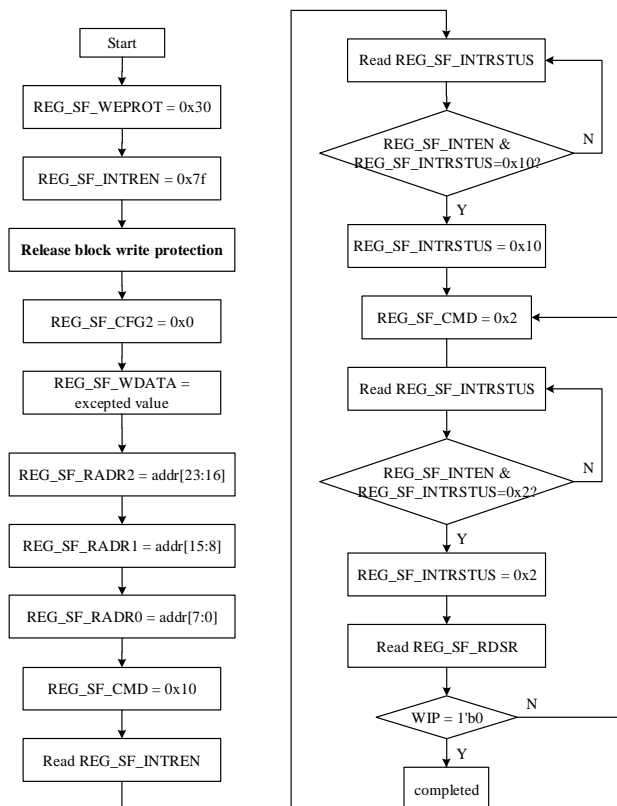 Start
REG_SF_WEPROT = 0x30
REG_SF_INTREN = 0x7f
Release block write protection
REG_SF_CFG2 = 0x0
REG_SF_WDATA =
excepted value
REG_SF_RADR2 = addr[23:16]
REG_SF_RADR1 = addr[15:8]
REG_SF_RADR0 = addr[7:0]
REG_SF_CMD = 0x10
Read REG_SF_INTREN
Read REG_SF_INTRSTUS
REG_SF_INTEN &
REG_SF_INTRSTUS=0x10?
N
Y
REG_SF_INTRSTUS = 0x10
REG_SF_CMD = 0x2
Read REG_SF_INTRSTUS
REG_SF_INTEN &
REG_SF_INTRSTUS=0x2?
N
Y
REG_SF_INTRSTUS = 0x2
Read REG_SF_RDSR
WIP = 1'b0
N
Y
completed